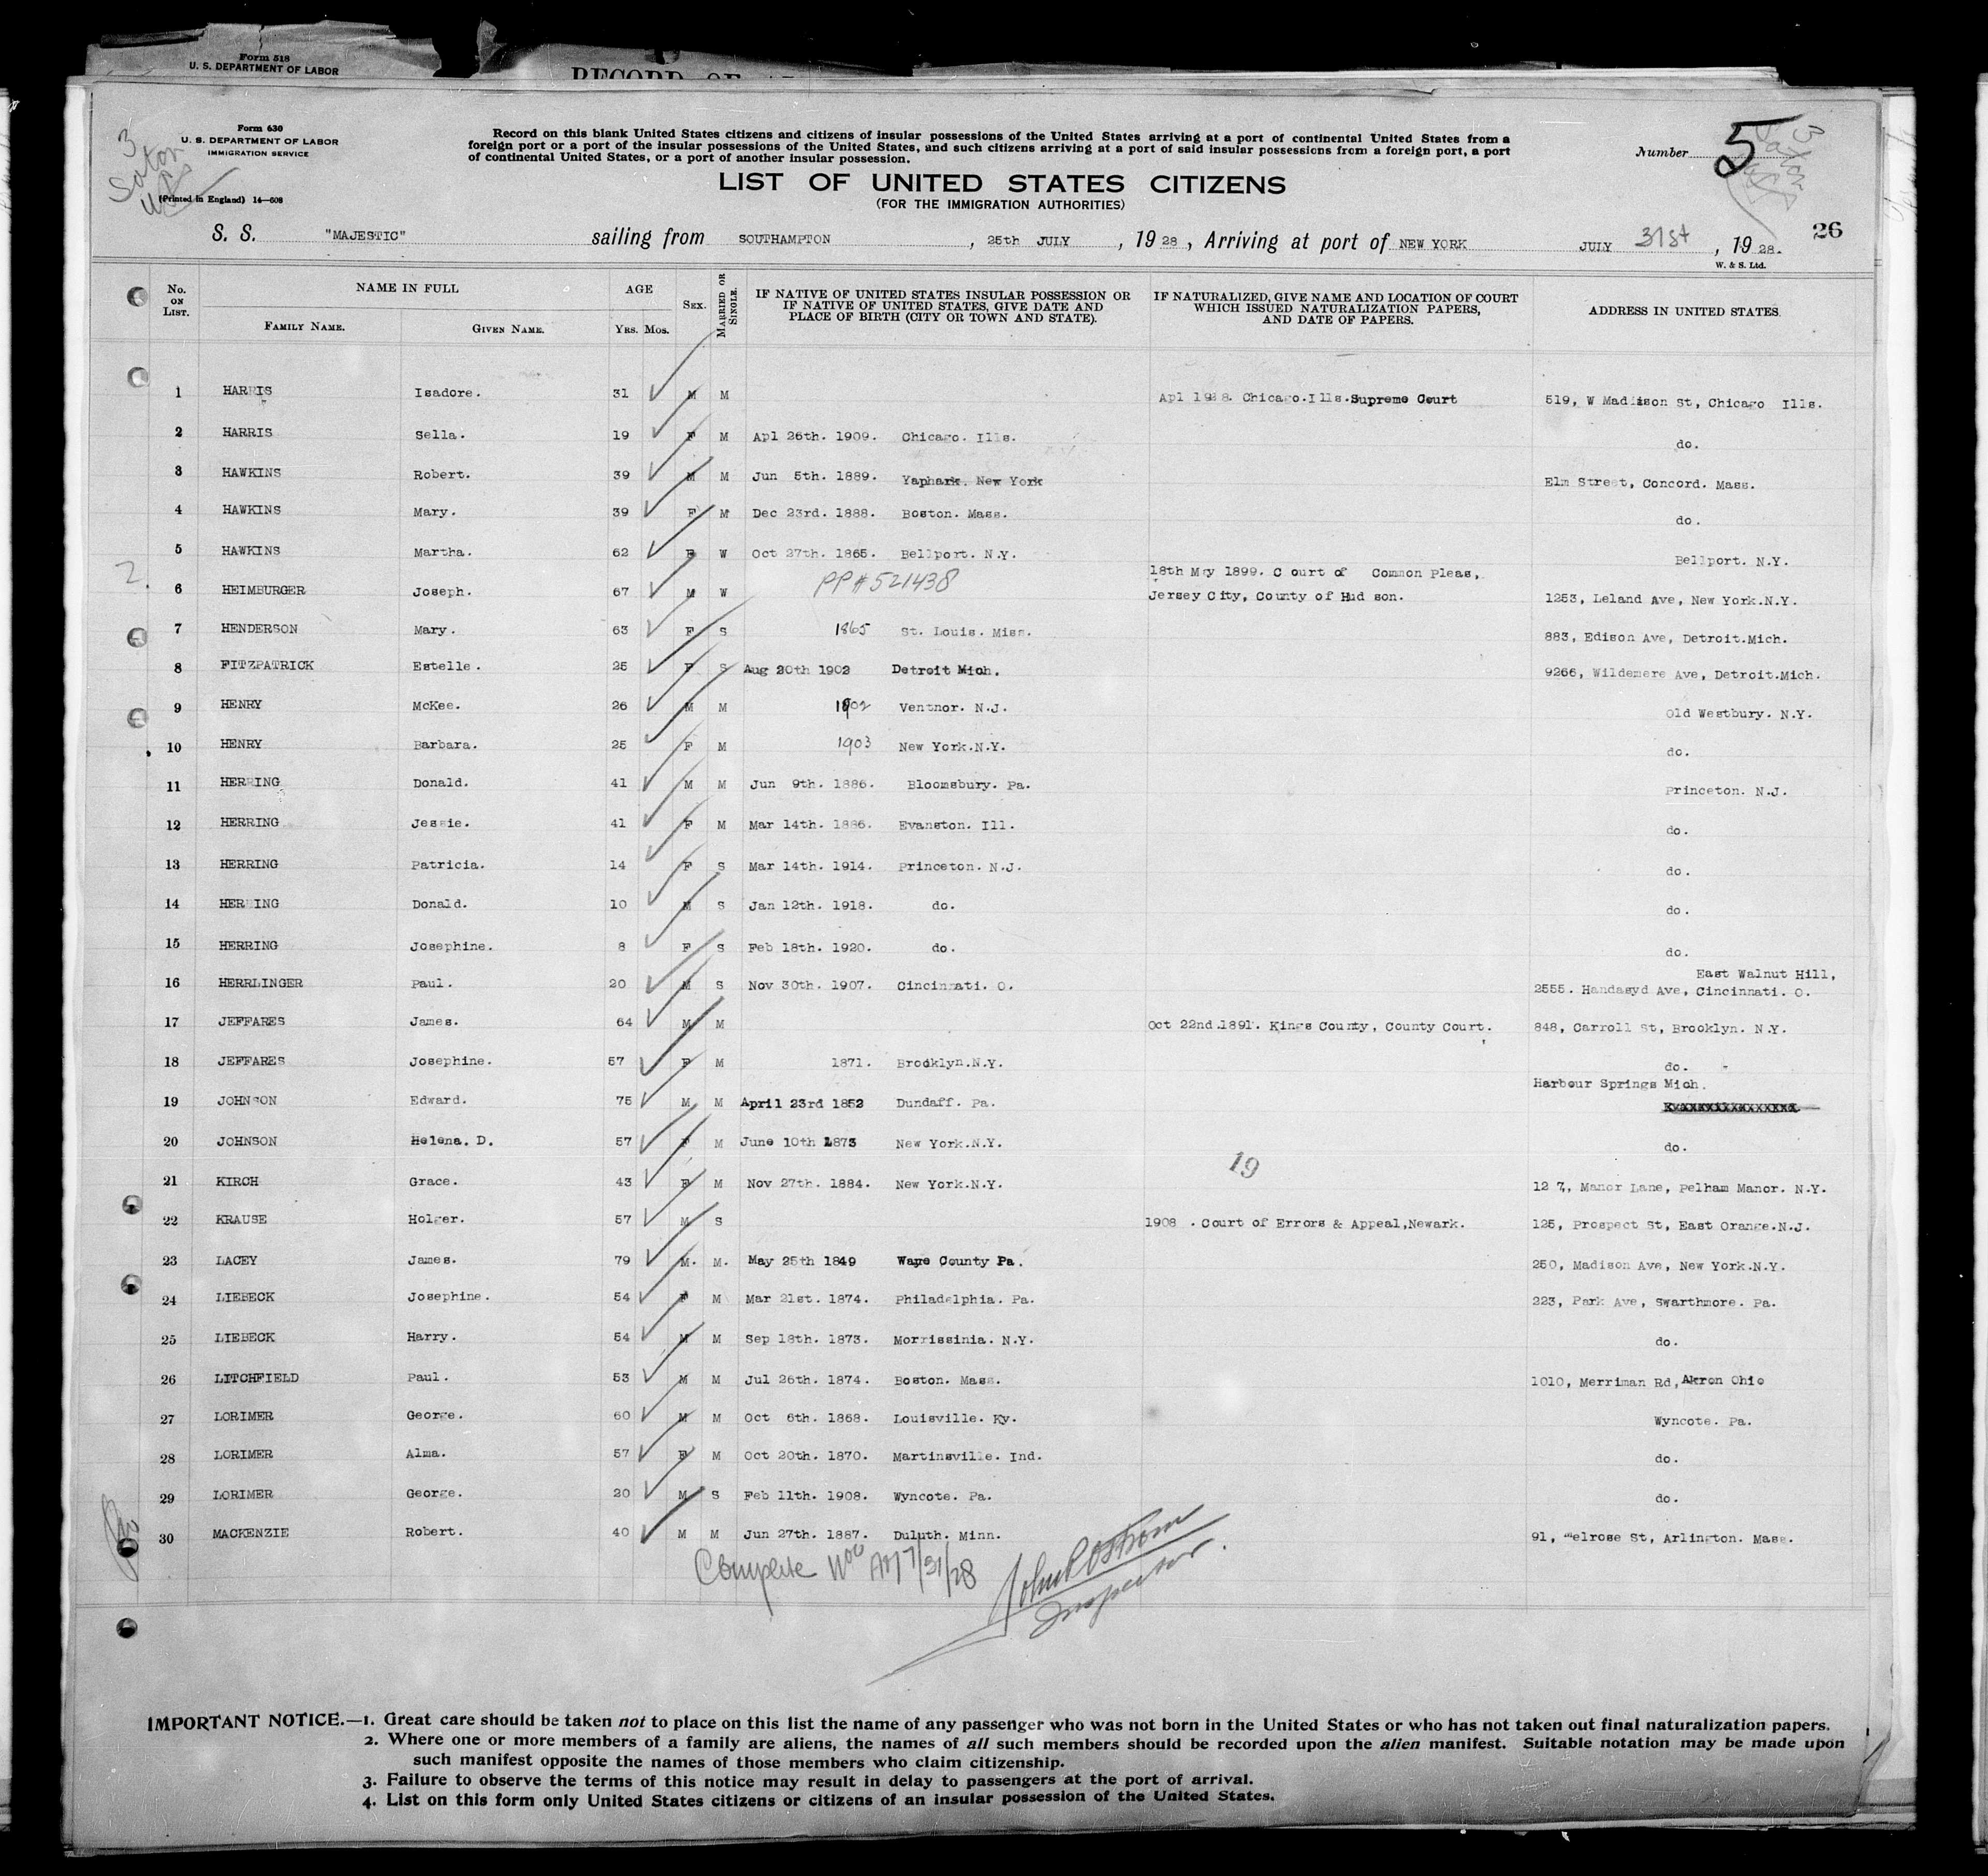 Form 518
U. S. DEPARTMENT OF LABOR
Form 630
U. S. DEPARTMENT OF LABOR
IMMIGRATION SERVICE
(Printed in England) 14—608
3
Record on this blank United States citizens and citizens of insular possessions of the United States arriving at a port of continental United States from a
foreign port or a port of the insular possessions of the United States, and such citizens arriving at a port of said insular possessions from a foreign port, a port
of continental United States, or a port of another insular possession.
Number 5
LIST OF UNITED STATES CITIZENS
(FOR THE IMMIGRATION AUTHORITIES)
26
S. S. "MAJESTIC" sailing from SOUTHAMPTON , 25th JULY , 19 28 , Arriving at port of NEW YORK JULY 31st , 19 28.
W. & S. Ltd.
No. ON LIST. NAME IN FULL AGE SEX. MARRIED OR SINGLE. IF NATIVE OF UNITED STATES INSULAR POSSESSION OR IF NATIVE OF UNITED STATES, GIVE DATE AND PLACE OF BIRTH (CITY OR TOWN AND STATE). IF NATURALIZED, GIVE NAME AND LOCATION OF COURT WHICH ISSUED NATURALIZATION PAPERS, AND DATE OF PAPERS. ADDRESS IN UNITED STATES.
FAMILY NAME. GIVEN NAME. YRS. MOS.
1 HARRIS Isadore. 31 M M Apl 1928. Chicago.Ills.Supreme Court 519, W Madison St, Chicago Ills.
2 HARRIS Sella. 19 F M Apl 26th. 1909. Chicago. Ills. do.
3 HAWKINS Robert. 39 M M Jun 5th. 1889. Yaphark. New York Elm Street, Concord. Mass.
4 HAWKINS Mary. 39 F M Dec 23rd. 1888. Boston. Mass. do.
5 HAWKINS Martha. 62 F W Oct 27th. 1865. Bellport. N.Y. Bellport. N.Y.
2. PP#521438 18th May 1899. Court of Common Pleas,
6 HEIMBURGER Joseph. 67 M W Jersey City, County of Hudson. 1253, Leland Ave, New York.N.Y.
7 HENDERSON Mary. 63 F S 1865 St. Louis. Miss. 883, Edison Ave, Detroit.Mich.
8 FITZPATRICK Estelle. 25 F S Aug 20th 1902 Detroit Mich. 9266, Wildemere Ave, Detroit.Mich.
9 HENRY McKee. 26 M M 1902 Ventnor. N.J. Old Westbury. N.Y.
10 HENRY Barbara. 25 F M 1903 New York.N.Y. do.
11 HERRING Donald. 41 M M Jun 9th. 1886. Bloomsbury. Pa. Princeton. N.J.
12 HERRING Jessie. 41 F M Mar 14th. 1886. Evanston. Ill. do.
13 HERRING Patricia. 14 F S Mar 14th. 1914. Princeton. N.J. do.
14 HERRING Donald. 10 M S Jan 12th. 1918. do. do.
15 HERRING Josephine. 8 F S Feb 18th. 1920. do. do.
East Walnut Hill,
16 HERRLINGER Paul. 20 M S Nov 30th. 1907. Cincinnati. O. 2555. Handasyd Ave, Cincinnati. O.
17 JEFFARES James. 64 M M Oct 22nd.1891. Kings County, County Court. 848, Carroll St, Brooklyn. N.Y.
18 JEFFARES Josephine. 57 F M 1871. Brooklyn.N.Y. do.
Harbour Springs Mich.
19 JOHNSON Edward. 75 M M April 23rd 1852 Dundaff. Pa.
20 JOHNSON Helena. D. 57 F M June 10th 1873 New York.N.Y. do.
19
21 KIRCH Grace. 43 F M Nov 27th. 1884. New York.N.Y. 127, Manor Lane, Pelham Manor. N.Y.
22 KRAUSE Holger. 57 M S 1908 . Court of Errors & Appeal,Newark. 125, Prospect St, East Orange.N.J.
23 LACEY James. 79 M. M. May 25th 1849 Wayne County Pa. 250, Madison Ave, New York.N.Y.
24 LIEBECK Josephine. 54 F M Mar 21st. 1874. Philadelphia. Pa. 223, Park Ave, Swarthmore. Pa.
25 LIEBECK Harry. 54 M M Sep 18th. 1873. Morrissinia. N.Y. do.
26 LITCHFIELD Paul. 53 M M Jul 26th. 1874. Boston. Mass. 1010, Merriman Rd, Akron Ohio
27 LORIMER George. 60 M M Oct 6th. 1868. Louisville. Ky. Wyncote. Pa.
28 LORIMER Alma. 57 F M Oct 20th. 1870. Martinsville. Ind. do.
29 LORIMER George. 20 M S Feb 11th. 1908. Wyncote. Pa. do.
30 MACKENZIE Robert. 40 M M Jun 27th. 1887. Duluth. Minn. 91, Melrose St, Arlington. Mass.
Complete 7/31/28
Inspector.
IMPORTANT NOTICE.—1. Great care should be taken not to place on this list the name of any passenger who was not born in the United States or who has not taken out final naturalization papers.
2. Where one or more members of a family are aliens, the names of all such members should be recorded upon the alien manifest. Suitable notation may be made upon
such manifest opposite the names of those members who claim citizenship.
3. Failure to observe the terms of this notice may result in delay to passengers at the port of arrival.
4. List on this form only United States citizens or citizens of an insular possession of the United States.